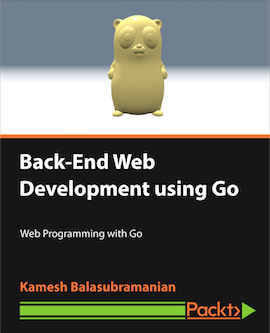 Back-End Web
Development using Go
Web Programming with Go
Kamesh Balasubramanian
Packt>